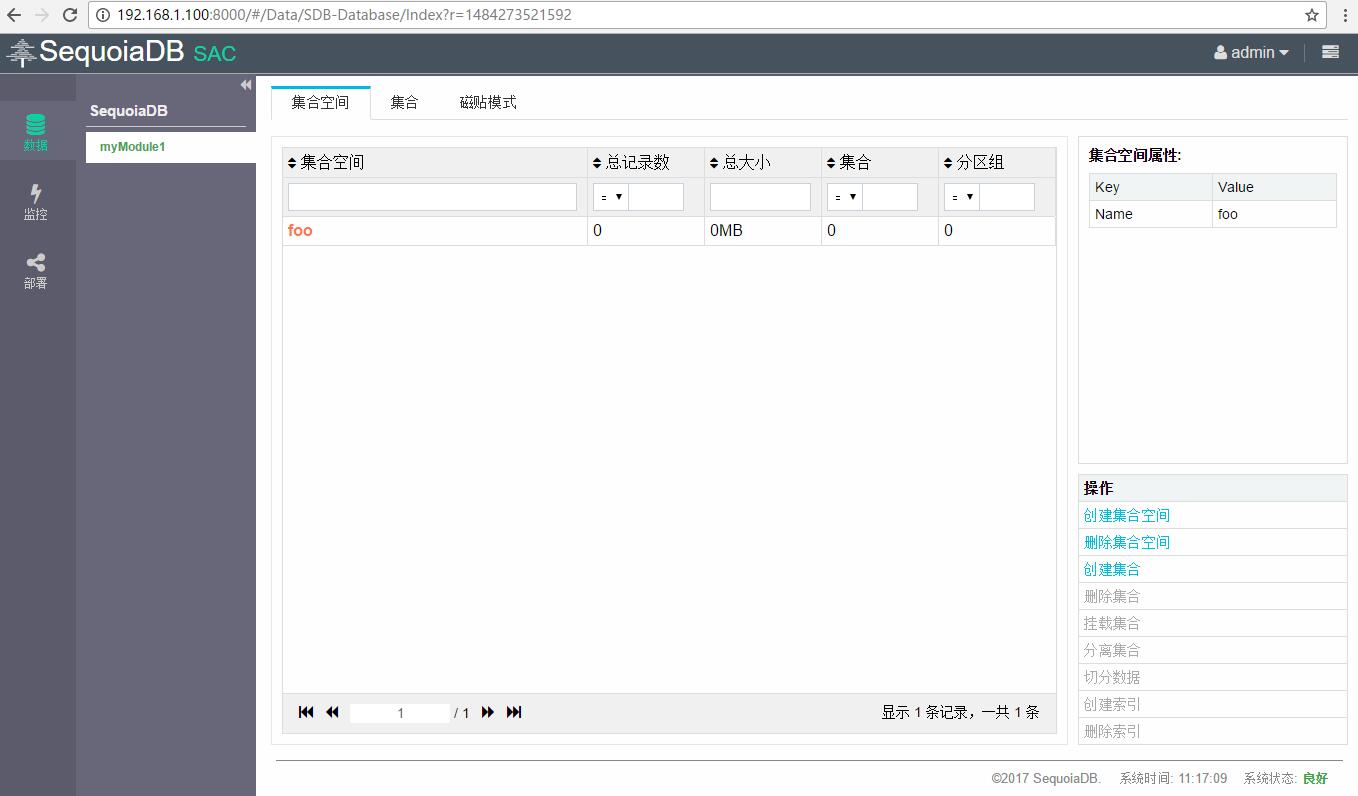 192.168.1.100:8000/#/Data/SDB-Database/Index?r=1484273521592
SequoiaDB SAC
admin
数据
监控
部署
SequoiaDB
myModule1
集合空间 集合 磁贴模式
集合空间 总记录数 总大小 集合 分区组
= = =
foo 0 0MB 0 0
1 / 1
显示 1 条记录，一共 1 条
集合空间属性:
Key Value
Name foo
操作
创建集合空间
删除集合空间
创建集合
删除集合
挂载集合
分离集合
切分数据
创建索引
删除索引
©2017 SequoiaDB. 系统时间: 11:17:09 系统状态: 良好